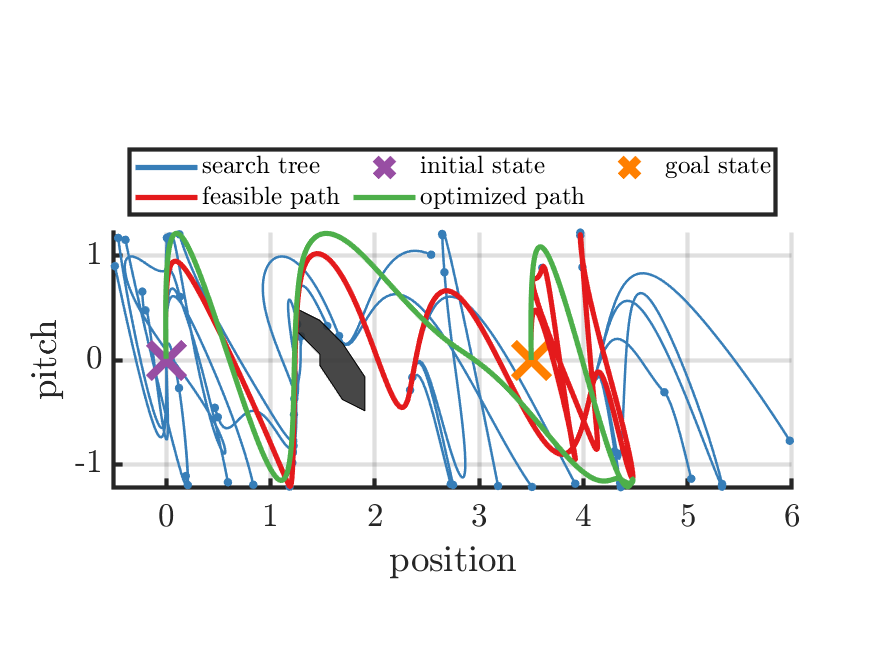 search tree initial state goal state
feasible path optimized path
1
0
-1
pitch
0 1 2 3 4 5 6
position